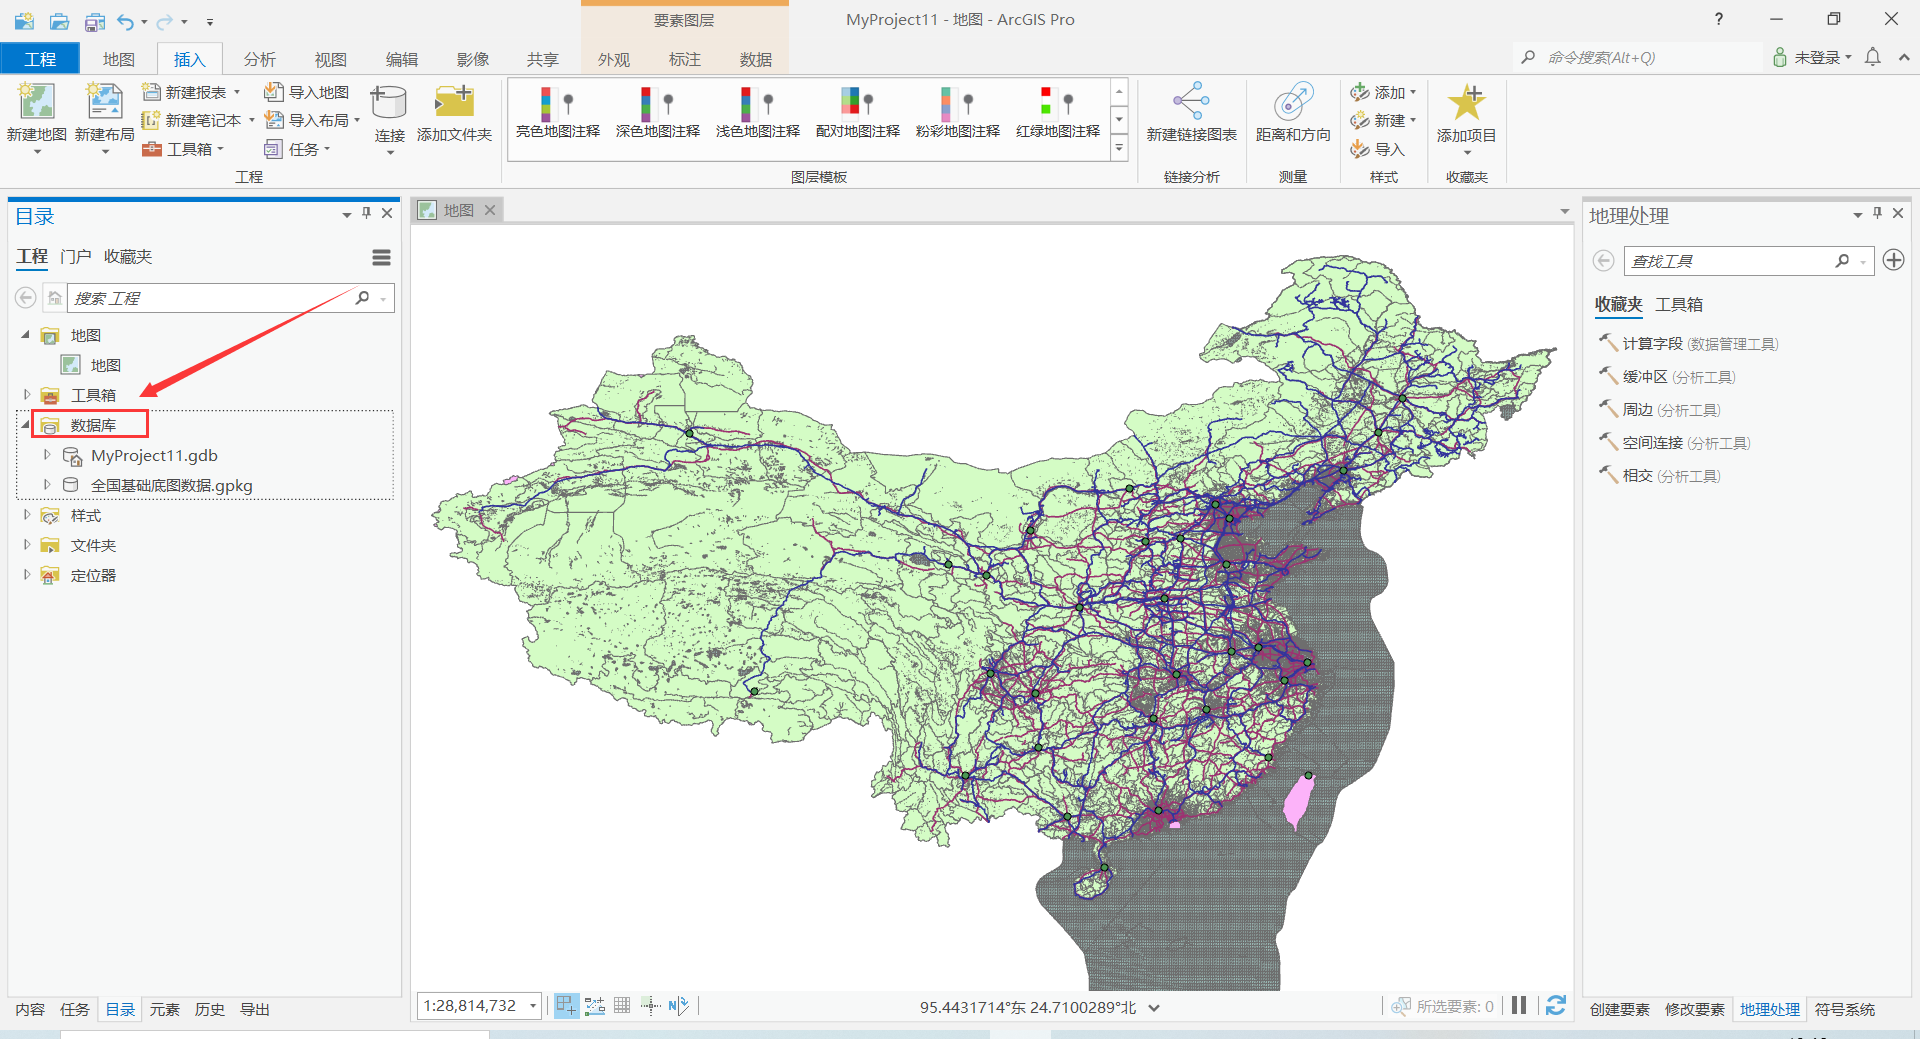 要素图层
MyProject11 - 地图 - ArcGIS Pro
?
工程 地图 插入 分析 视图 编辑 影像 共享 外观 标注 数据
命令搜索(Alt+Q)
未登录
新建地图
新建布局
新建报表
新建笔记本
工具箱
导入地图
导入布局
任务
连接
添加文件夹
工程
亮色地图注释 深色地图注释 浅色地图注释 配对地图注释 粉彩地图注释 红绿地图注释
图层模板
新建链接图表
链接分析
距离和方向
测量
添加
新建
导入
样式
添加项目
收藏夹
目录
工程 门户 收藏夹
搜索 工程
地图
地图
工具箱
数据库
MyProject11.gdb
全国基础底图数据.gpkg
样式
文件夹
定位器
内容 任务 目录 元素 历史 导出
地图
1:28,814,732
N
95.4431714°东 24.7100289°北
所选要素: 0
地理处理
查找工具
收藏夹 工具箱
计算字段 (数据管理工具)
缓冲区 (分析工具)
周边 (分析工具)
空间连接 (分析工具)
相交 (分析工具)
创建要素 修改要素 地理处理 符号系统